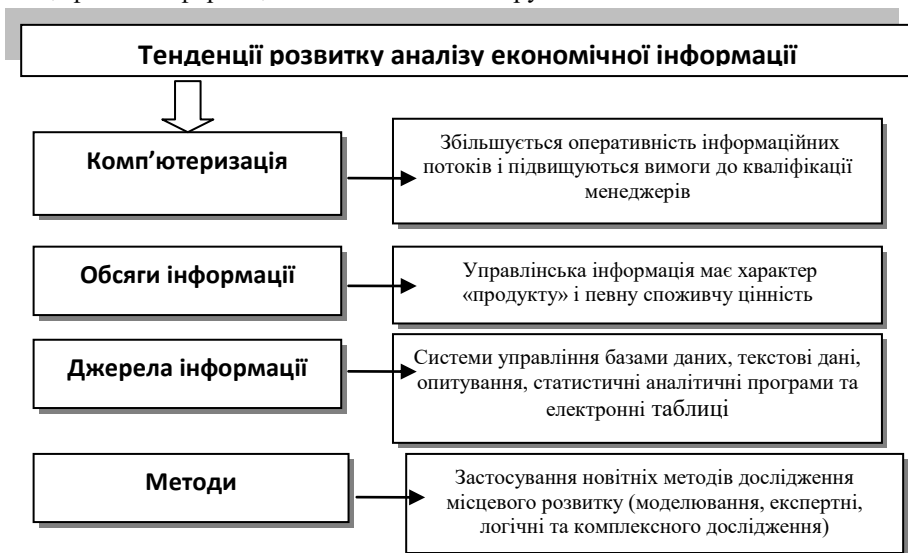 Тенденції розвитку аналізу економічної інформації
Комп’ютеризація
Збільшується оперативність інформаційних
потоків і підвищуються вимоги до кваліфікації
менеджерів
Обсяги інформації
Управлінська інформація має характер
«продукту» і певну споживчу цінність
Джерела інформації
Системи управління базами даних, текстові дані,
опитування, статистичні аналітичні програми та
електронні таблиці
Методи
Застосування новітніх методів дослідження
місцевого розвитку (моделювання, експертні,
логічні та комплексного дослідження)